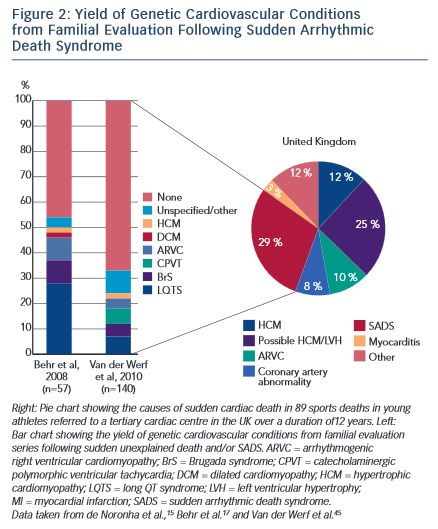 Figure 2: Yield of Genetic Cardiovascular Conditions
from Familial Evaluation Following Sudden Arrhythmic
Death Syndrome
%
100
90
80
70
60
50
40
30
20
10
0
Behr et al,
2008
(n=57)
Van der Werf
et al, 2010
(n=140)
None
Unspecified/other
HCM
DCM
ARVC
CPVT
BrS
LQTS
United Kingdom
12 %
25 %
10 %
8 %
29 %
3 %
12 %
HCM
Possible HCM/LVH
ARVC
Coronary artery
abnormality
SADS
Myocarditis
Other
Right: Pie chart showing the causes of sudden cardiac death in 89 sports deaths in young
athletes referred to a tertiary cardiac centre in the UK over a duration of12 years. Left:
Bar chart showing the yield of genetic cardiovascular conditions from familial evaluation
series following sudden unexplained death and/or SADS. ARVC = arrhythmogenic
right ventricular cardiomyopathy; BrS = Brugada syndrome; CPVT = catecholaminergic
polymorphic ventricular tachycardia; DCM = dilated cardiomyopathy; HCM = hypertrophic
cardiomyopathy; LQTS = long QT syndrome; LVH = left ventricular hypertrophy;
MI = myocardial infarction; SADS = sudden arrhythmic death syndrome.
Data taken from de Noronha et al.,15 Behr et al.17 and Van der Werf et al.45